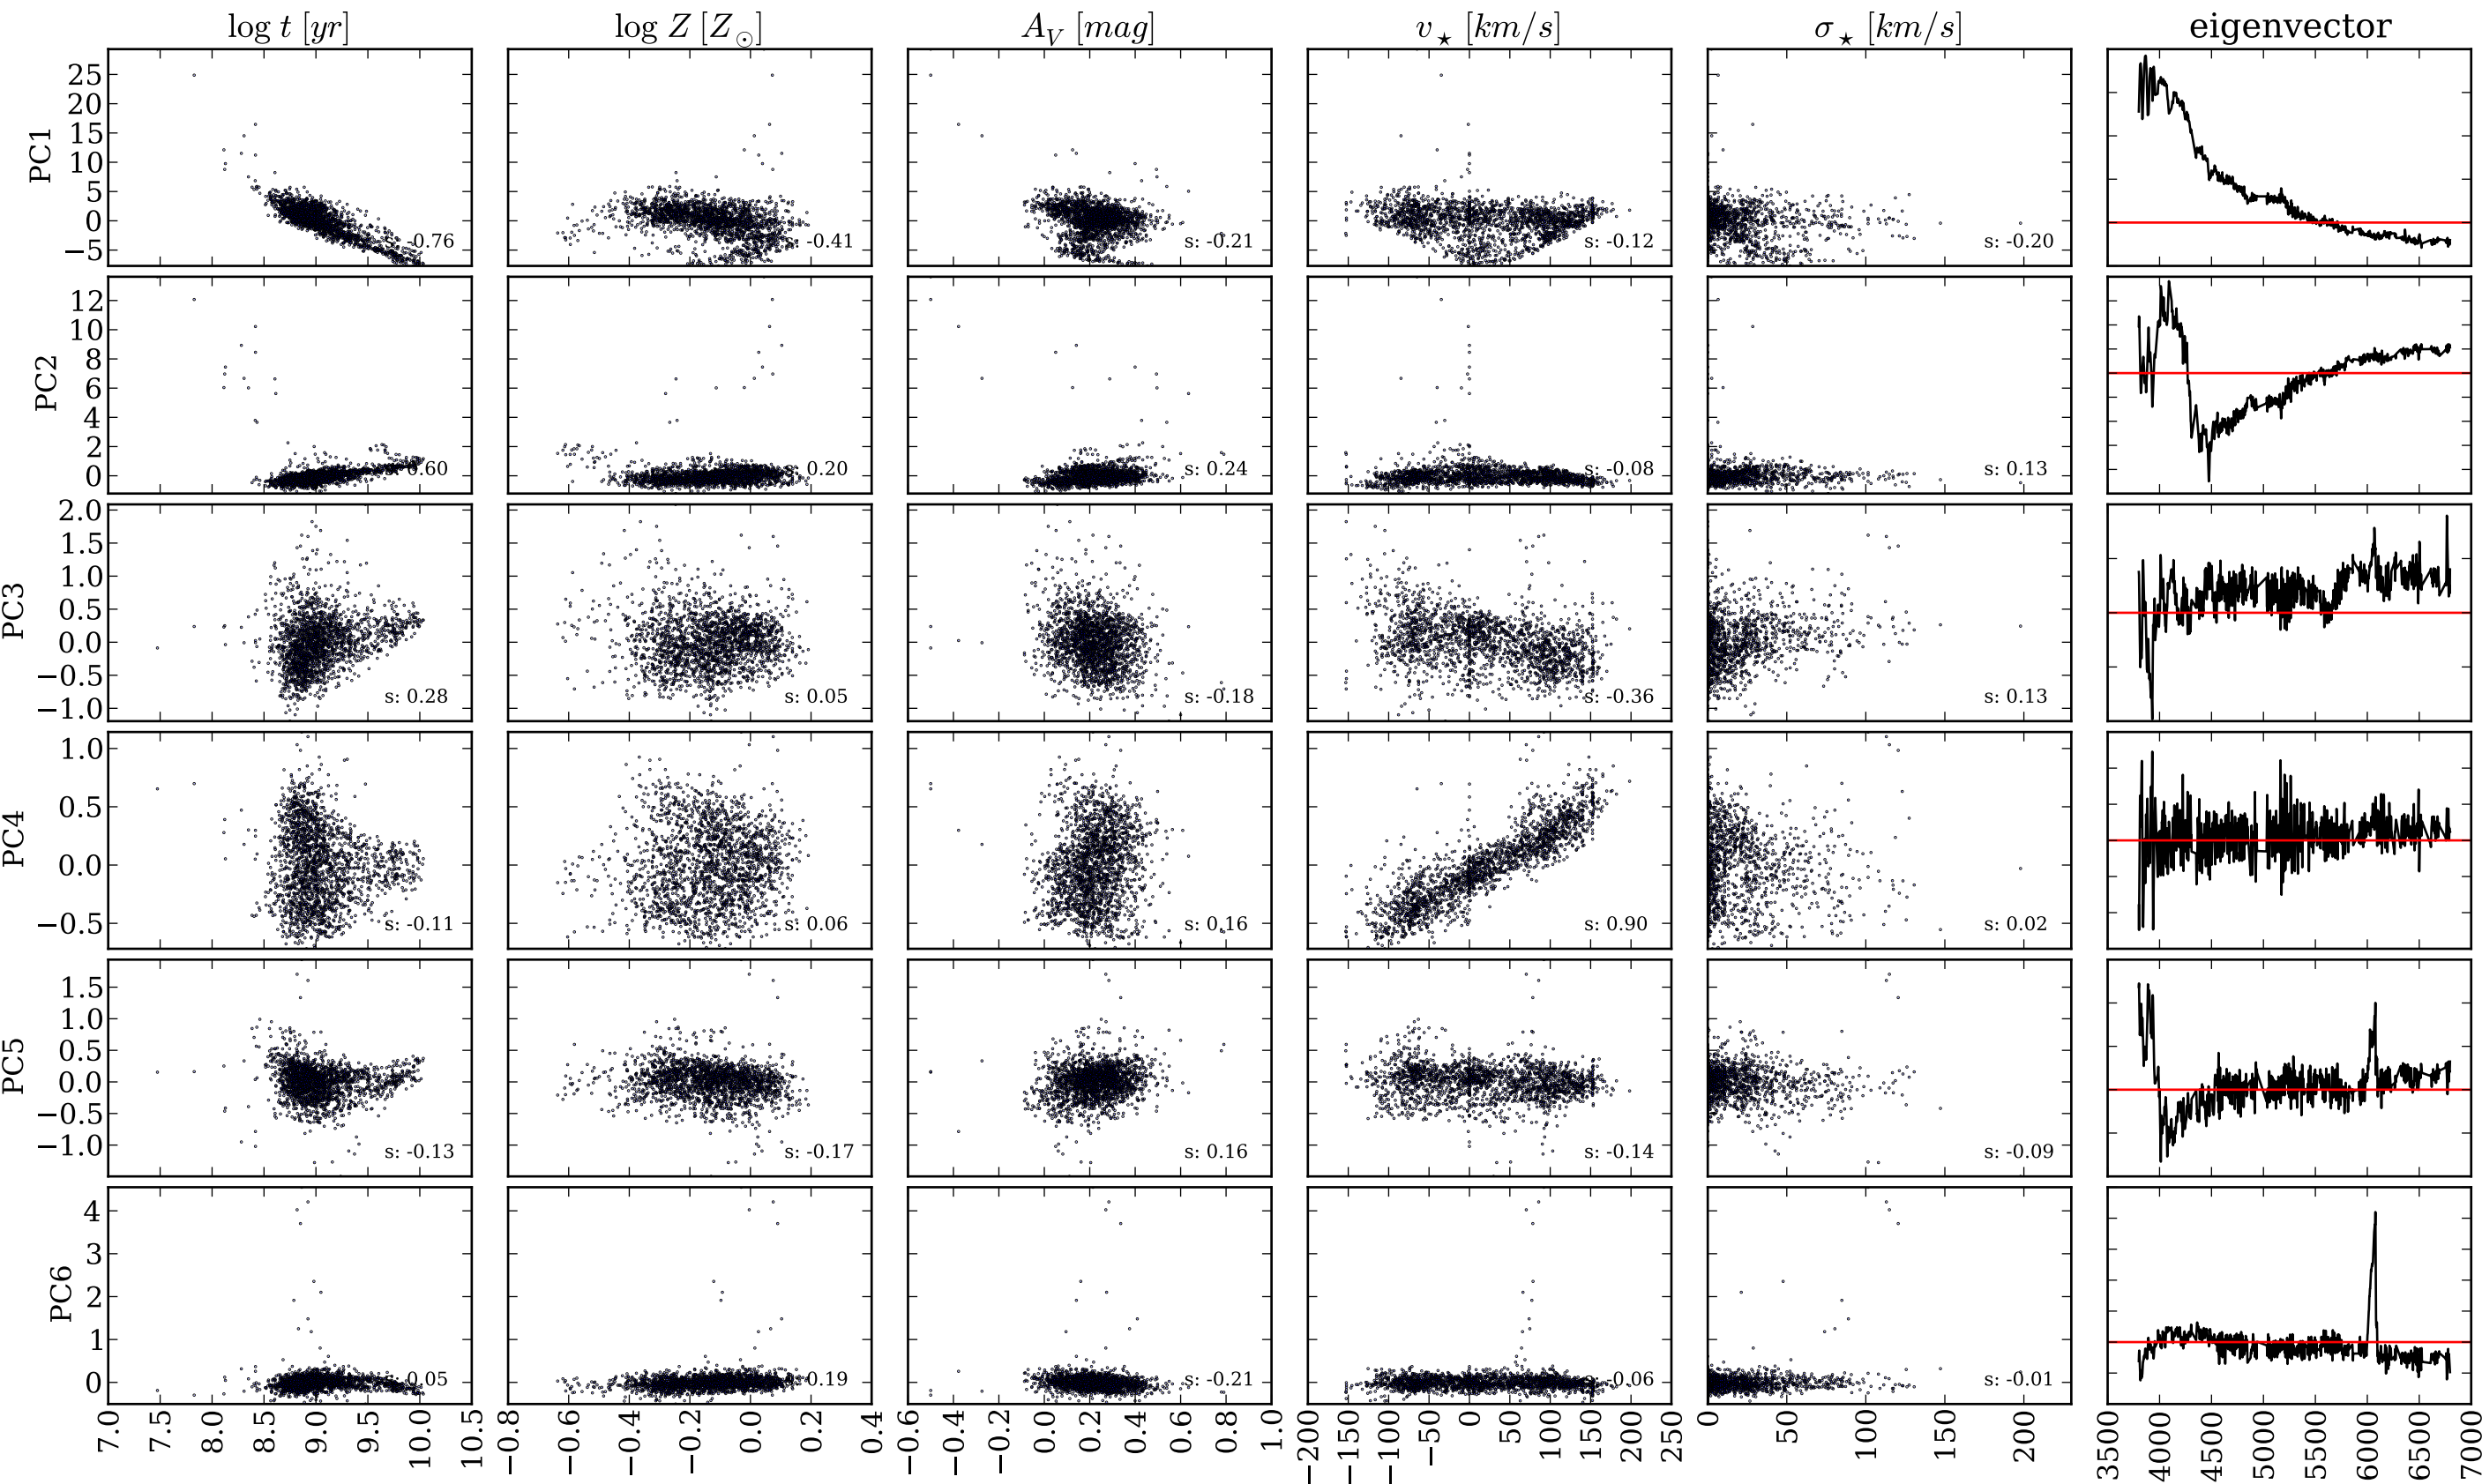 log t [yr] log Z [Z⊙] A_V [mag] v⋆ [km/s] σ⋆ [km/s] eigenvector
PC1
25
20
15
10
5
0
−5
s: -0.76 -0.41 s: -0.21 s: -0.12 s: -0.20
PC2
12
10
8
6
4
2
0
0.60 0.20 s: 0.24 s: -0.08 s: 0.13
PC3
2.0
1.5
1.0
0.5
0.0
−0.5
−1.0
s: 0.28 s: 0.05 s: -0.18 s: -0.36 s: 0.13
PC4
1.0
0.5
0.0
−0.5
s: -0.11 s: 0.06 s: 0.16 s: 0.90 s: 0.02
PC5
1.5
1.0
0.5
0.0
−0.5
−1.0
s: -0.13 s: -0.17 s: 0.16 s: -0.14 s: -0.09
PC6
4
3
2
1
0
0.05 0.19 s: -0.21 -0.06 s: -0.01
7.0 7.5 8.0 8.5 9.0 9.5 10.0 10.5
−0.8 −0.6 −0.4 −0.2 0.0 0.2 0.4
−0.6 −0.4 −0.2 0.0 0.2 0.4 0.6 0.8 1.0
−200 −150 −100 −50 0 50 100 150 200 250
0 50 100 150 200
3500 4000 4500 5000 5500 6000 6500 7000